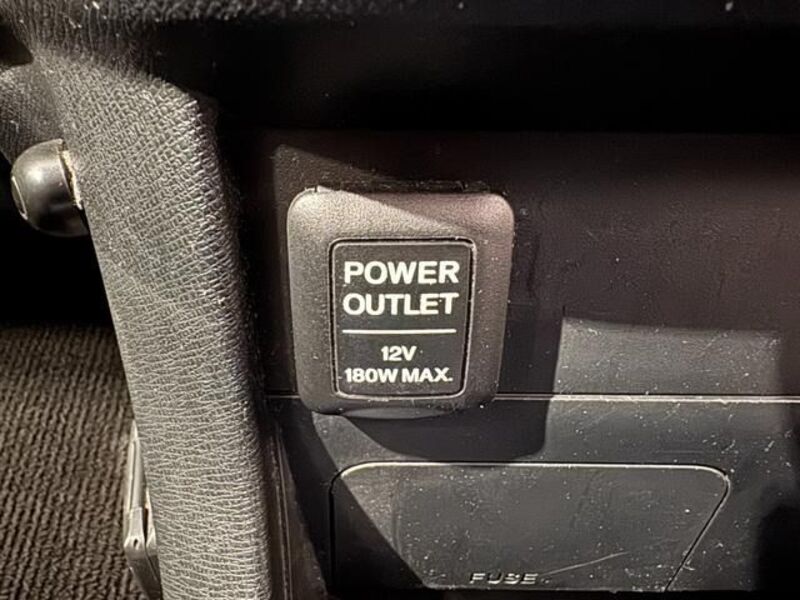 POWER
OUTLET
12V
180W MAX.
FUSE